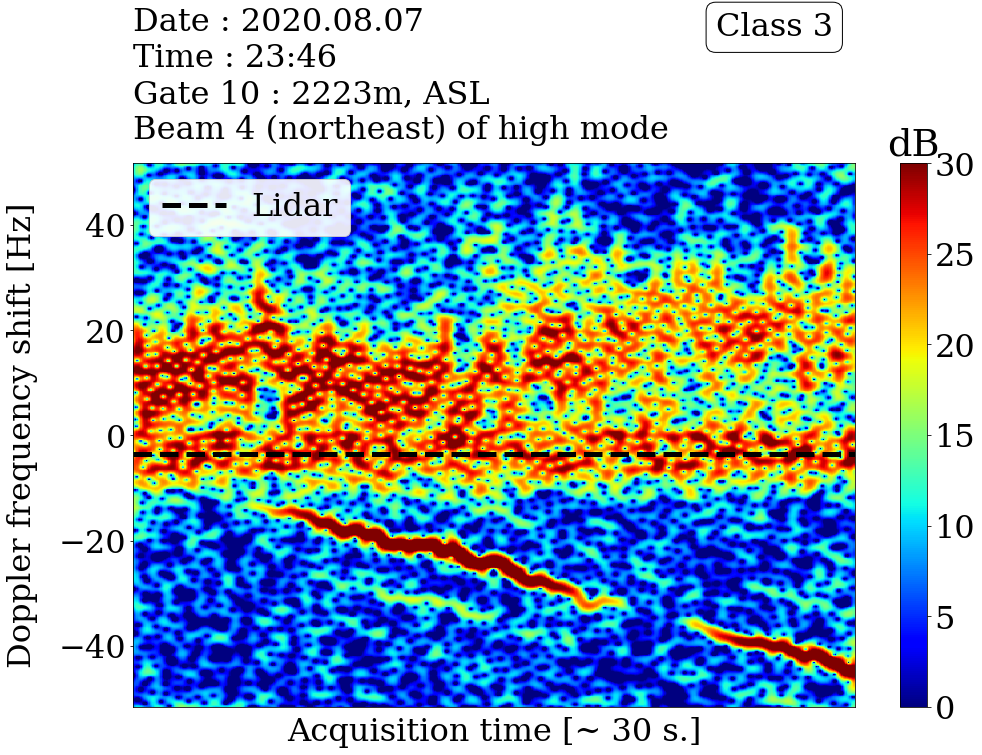 Date : 2020.08.07
Time : 23:46
Gate 10 : 2223m, ASL
Beam 4 (northeast) of high mode
Class 3
dB
Lidar
Doppler frequency shift [Hz]
40
20
0
−20
−40
30
25
20
15
10
5
0
Acquisition time [~ 30 s.]